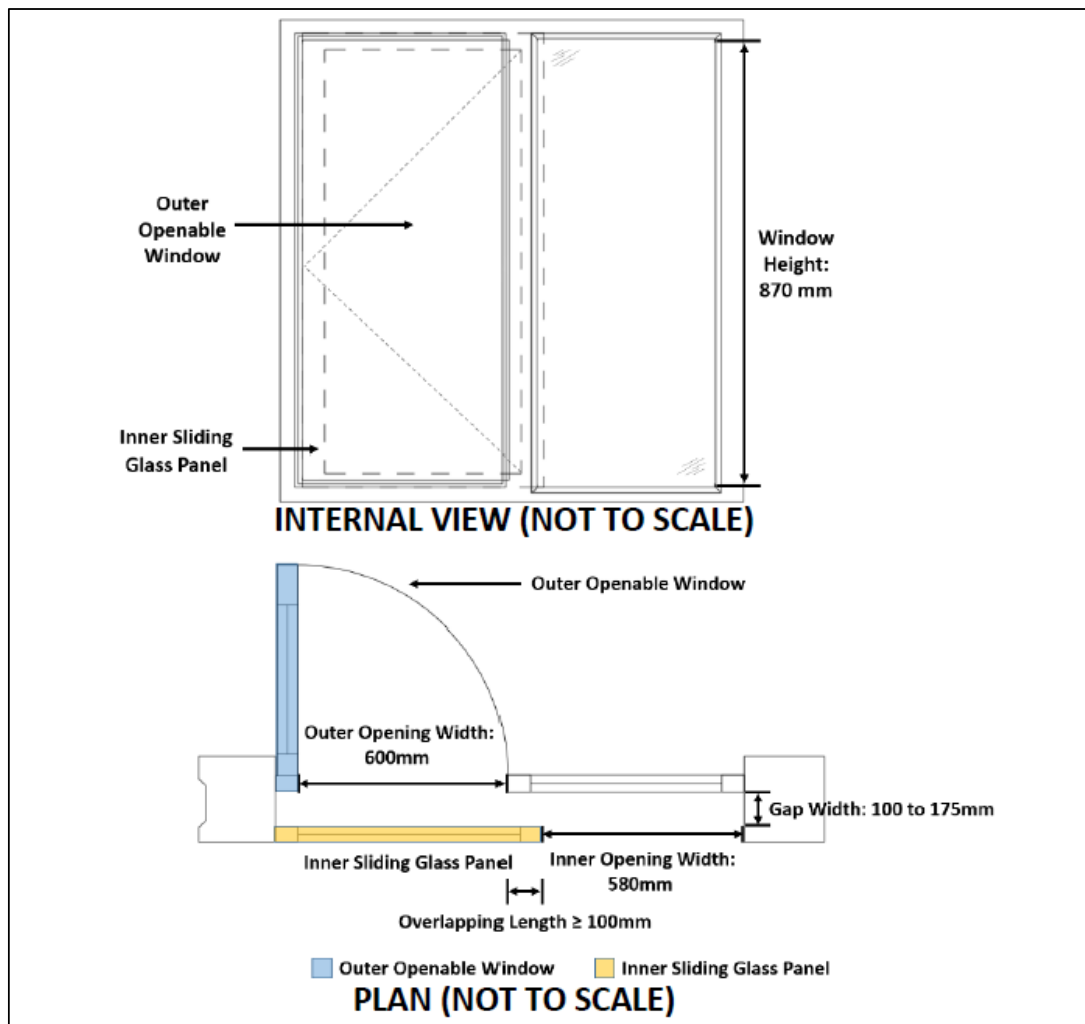 Outer
Openable
Window
Window
Height:
870 mm
Inner Sliding
Glass Panel
INTERNAL VIEW (NOT TO SCALE)
Outer Openable Window
Outer Opening Width:
600mm
Gap Width: 100 to 175mm
Inner Sliding Glass Panel
Inner Opening Width:
580mm
Overlapping Length ≥ 100mm
Outer Openable Window
Inner Sliding Glass Panel
PLAN (NOT TO SCALE)